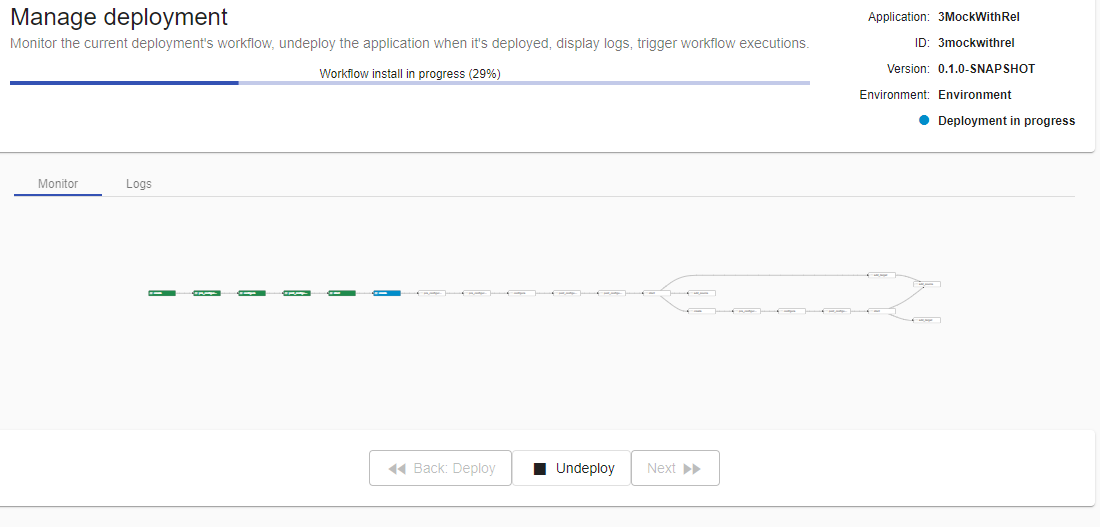 Manage deployment
Monitor the current deployment's workflow, undeploy the application when it's deployed, display logs, trigger workflow executions.
Workflow install in progress (29%)
Application: 3MockWithRel
ID: 3mockwithrel
Version: 0.1.0-SNAPSHOT
Environment: Environment
Deployment in progress
Monitor
Logs
Back: Deploy
Undeploy
Next